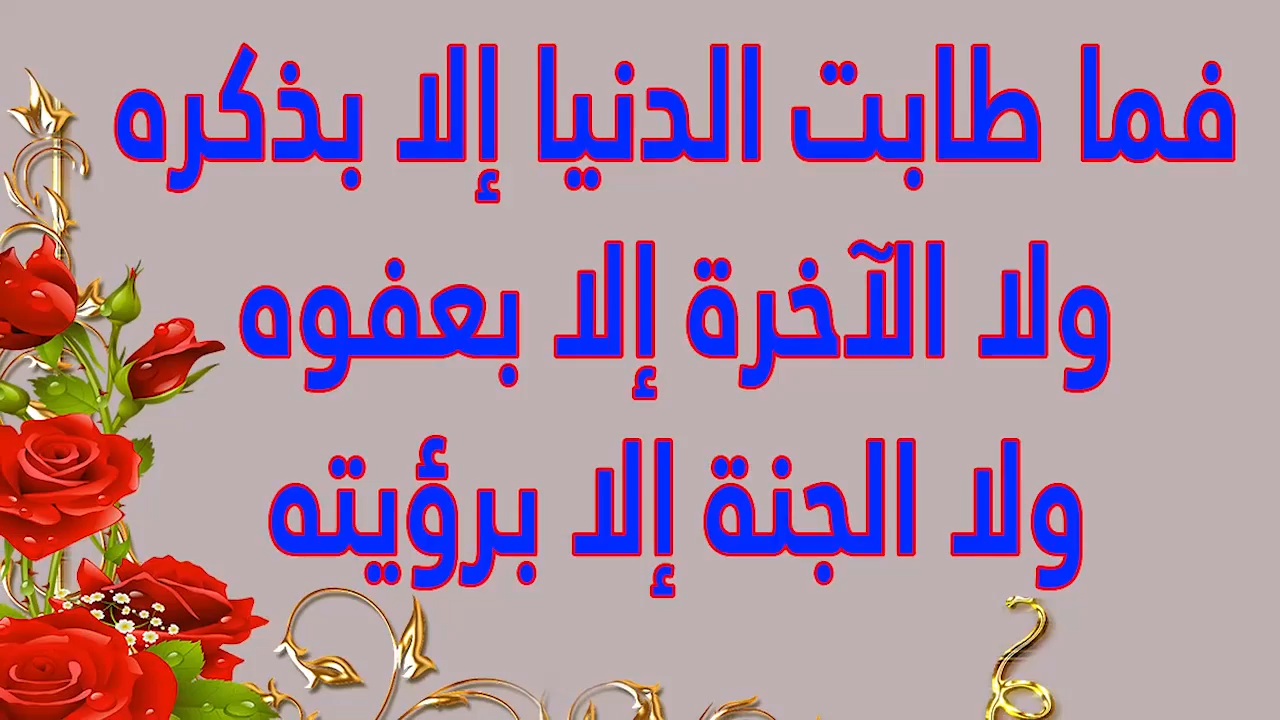 فما طابت الدنيا إلا بذكره
ولا الآخرة إلا بعفوه
ولا الجنة إلا برؤيته